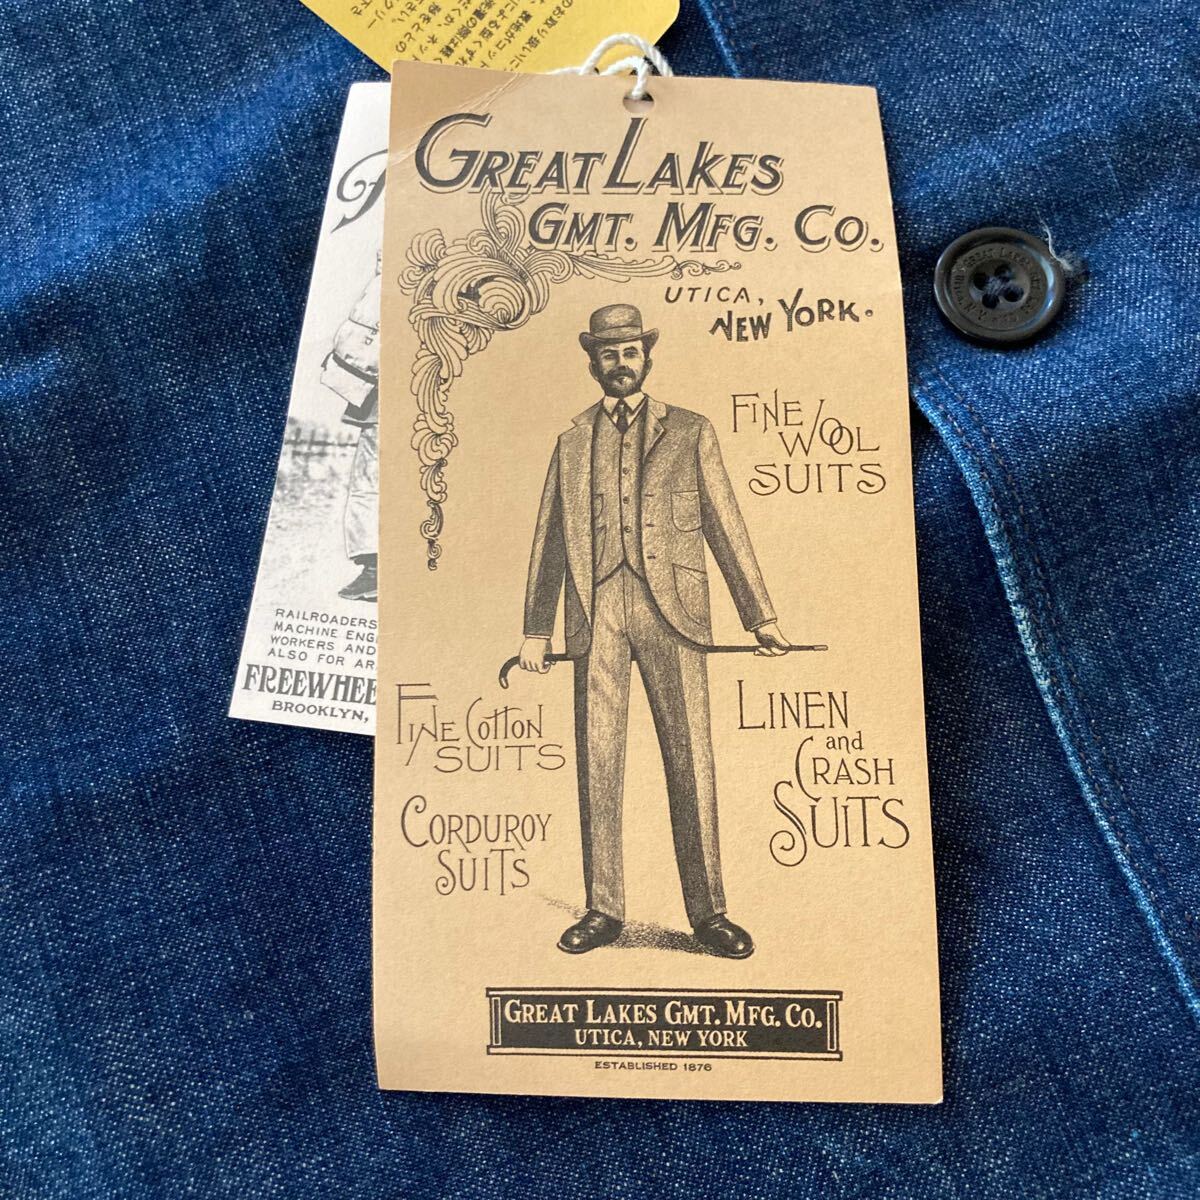 GREAT LAKES
GMT. MFG. CO.
UTICA,
NEW YORK.
FINE
WOOL
SUITS
FINE COTTON
SUITS
CORDUROY
SUITS
LINEN
and
CRASH
SUITS
GREAT LAKES GMT. MFG. CO.
UTICA, NEW YORK
ESTABLISHED 1876
RAILROADERS
MACHINE ENG
WORKERS AND
ALSO FOR AR
FREEWHEE
BROOKLYN,